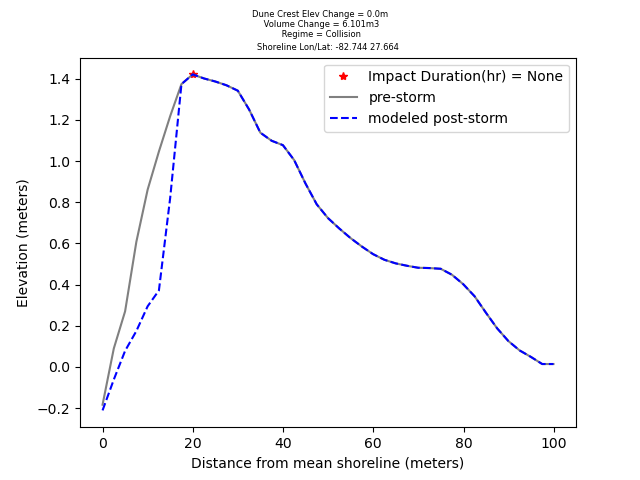 Dune Crest Elev Change = 0.0m
Volume Change = 6.101m3
Regime = Collision
Shoreline Lon/Lat: -82.744 27.664
Impact Duration(hr) = None
pre-storm
modeled post-storm
1.4
1.2
1.0
0.8
0.6
0.4
0.2
0.0
−0.2
Elevation (meters)
0 20 40 60 80 100
Distance from mean shoreline (meters)